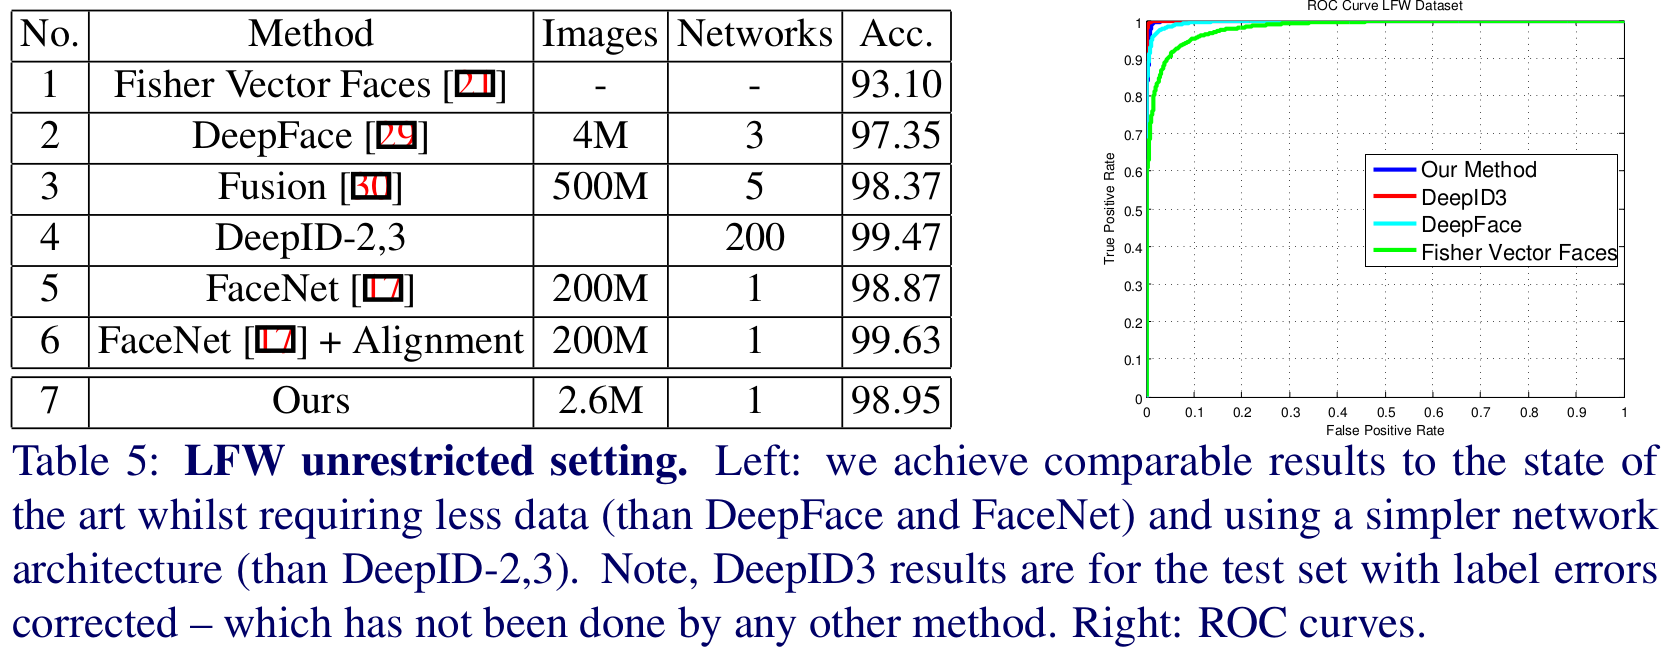 No. Method Images Networks Acc.
1 Fisher Vector Faces [21] - - 93.10
2 DeepFace [29] 4M 3 97.35
3 Fusion [30] 500M 5 98.37
4 DeepID-2,3 200 99.47
5 FaceNet [17] 200M 1 98.87
6 FaceNet [17] + Alignment 200M 1 99.63
7 Ours 2.6M 1 98.95
ROC Curve LFW Dataset
True Positive Rate
1
0.9
0.8
0.7
0.6
0.5
0.4
0.3
0.2
0.1
0
Our Method
DeepID3
DeepFace
Fisher Vector Faces
0 0.1 0.2 0.3 0.4 0.5 0.6 0.7 0.8 0.9 1
False Positive Rate
Table 5: LFW unrestricted setting. Left: we achieve comparable results to the state of
the art whilst requiring less data (than DeepFace and FaceNet) and using a simpler network
architecture (than DeepID-2,3). Note, DeepID3 results are for the test set with label errors
corrected – which has not been done by any other method. Right: ROC curves.